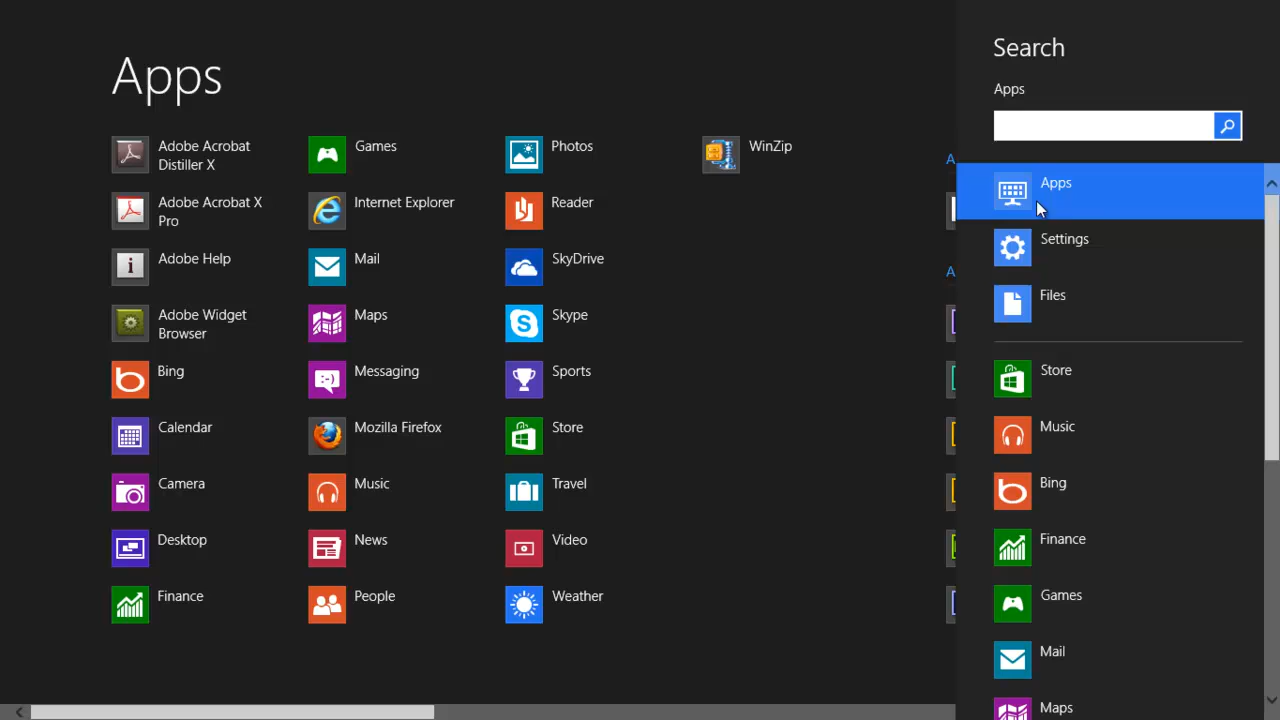 Apps
Adobe Acrobat
Distiller X
Adobe Acrobat X
Pro
Adobe Help
Adobe Widget
Browser
Bing
Calendar
Camera
Desktop
Finance
Games
Internet Explorer
Mail
Maps
Messaging
Mozilla Firefox
Music
News
People
Photos
Reader
SkyDrive
Skype
Sports
Store
Travel
Video
Weather
WinZip
A
A
Search
Apps
Apps
Settings
Files
Store
Music
Bing
Finance
Games
Mail
Maps